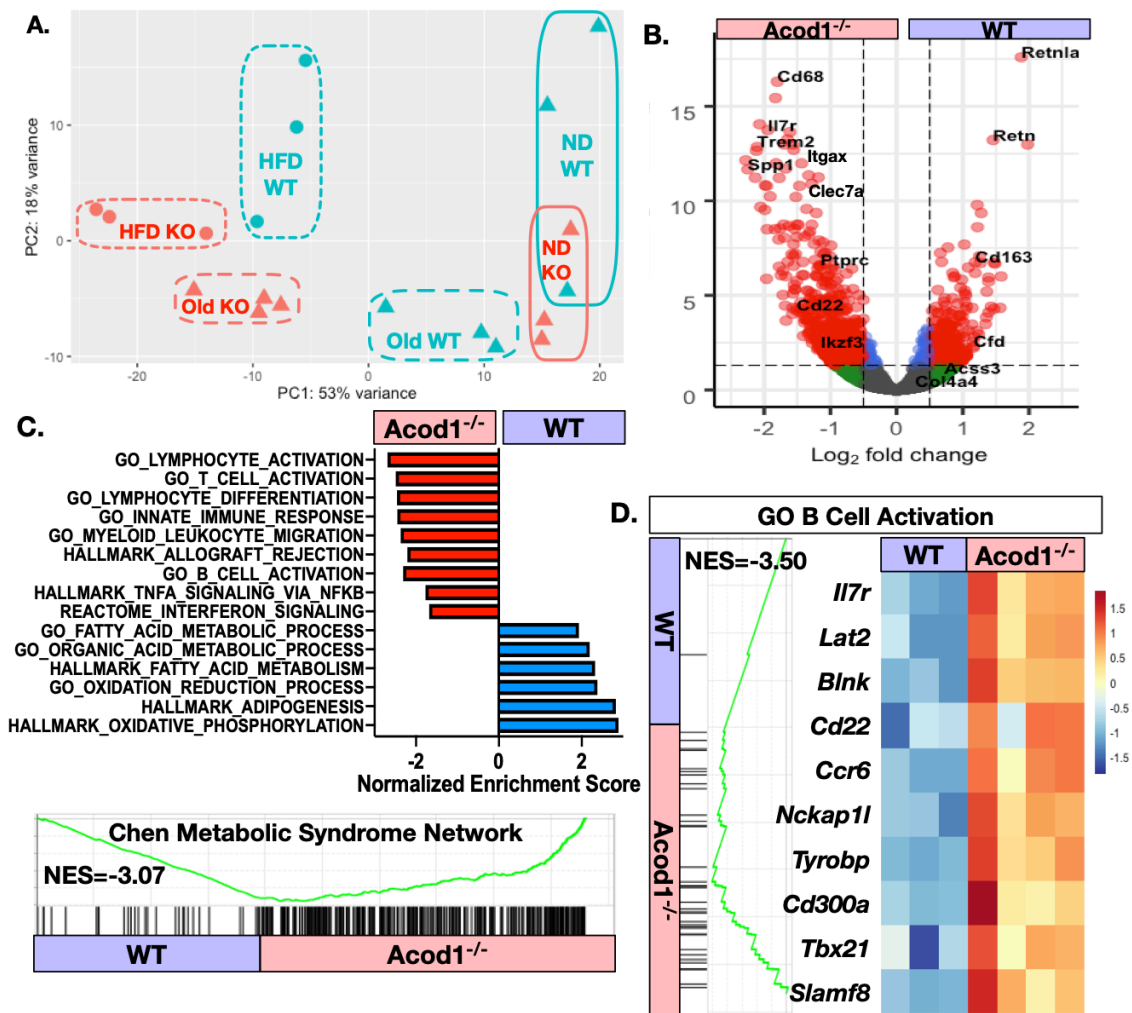 A.
HFD
WT
HFD KO
Old KO
Old WT
ND
WT
ND
KO
10
0
-10
PC2: 18% variance
-20
-10
0
10
20
PC1: 53% variance
B.
Acod1-/-
WT
Retnla
Cd68
Il7r
Retn
Trem2
Itgax
Spp1
Clec7a
Ptprc
Cd163
Cd22
Ikzf3
Cfd
Acss3
Col4a4
15
10
5
0
-2
-1
0
1
2
Log2 fold change
C.
Acod1-/-
WT
GO_LYMPHOCYTE_ACTIVATION
GO_T_CELL_ACTIVATION
GO_LYMPHOCYTE_DIFFERENTIATION
GO_INNATE_IMMUNE_RESPONSE
GO_MYELOID_LEUKOCYTE_MIGRATION
HALLMARK_ALLOGRAFT_REJECTION
GO_B_CELL_ACTIVATION
HALLMARK_TNFA_SIGNALING_VIA_NFKB
REACTOME_INTERFERON_SIGNALING
GO_FATTY_ACID_METABOLIC_PROCESS
GO_ORGANIC_ACID_METABOLIC_PROCESS
HALLMARK_FATTY_ACID_METABOLISM
GO_OXIDATION_REDUCTION_PROCESS
HALLMARK_ADIPOGENESIS
HALLMARK_OXIDATIVE_PHOSPHORYLATION
-2
0
2
Normalized Enrichment Score
Chen Metabolic Syndrome Network
NES=-3.07
WT
Acod1-/-
D.
GO B Cell Activation
WT
Acod1-/-
NES=-3.50
WT
Acod1-/-
Il7r
Lat2
Blnk
Cd22
Ccr6
Nckap1l
Tyrobp
Cd300a
Tbx21
Slamf8
1.5
1
0.5
0
-0.5
-1
-1.5